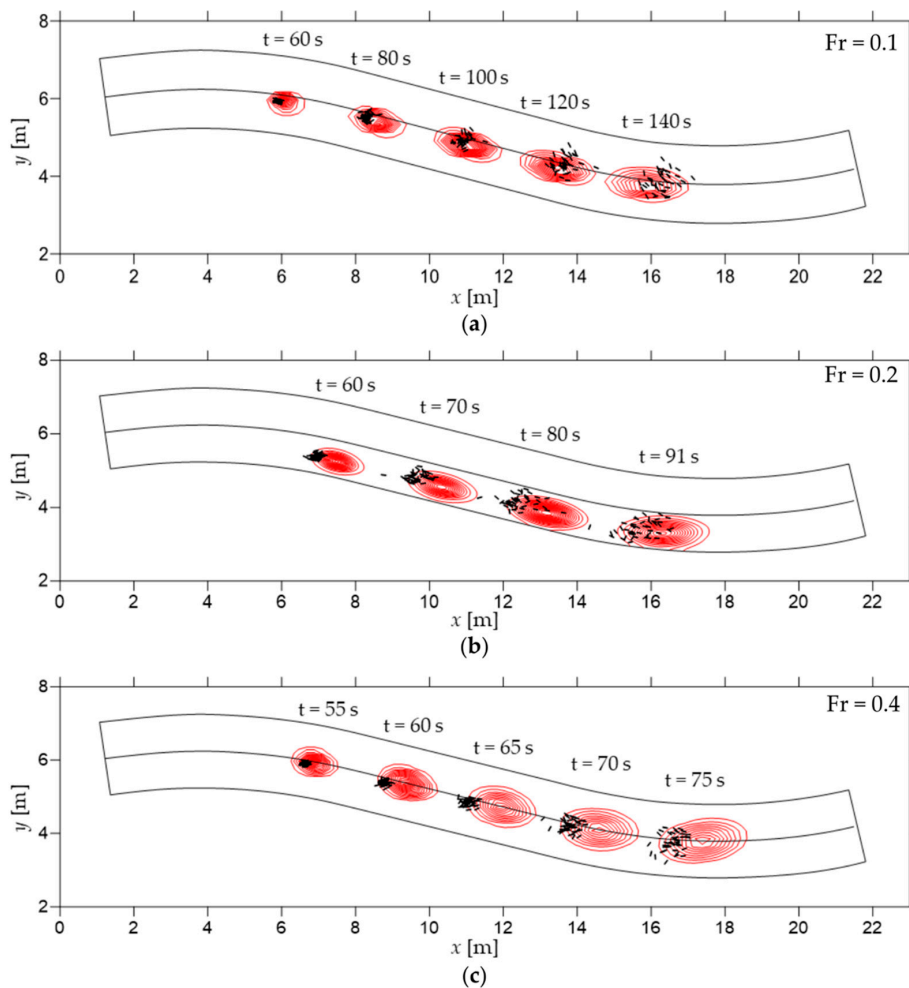 8
t = 60 s
Fr = 0.1
t = 80 s
t = 100 s
6
t = 120 s
y [m]
t = 140 s
4
2
0 2 4 6 8 10 12 14 16 18 20 22
x [m]
(a)
8
Fr = 0.2
t = 60 s
t = 70 s
6
t = 80 s
y [m]
t = 91 s
4
2
0 2 4 6 8 10 12 14 16 18 20 22
x [m]
(b)
8
Fr = 0.4
t = 55 s
t = 60 s
6
t = 65 s
y [m]
t = 70 s
t = 75 s
4
2
0 2 4 6 8 10 12 14 16 18 20 22
x [m]
(c)